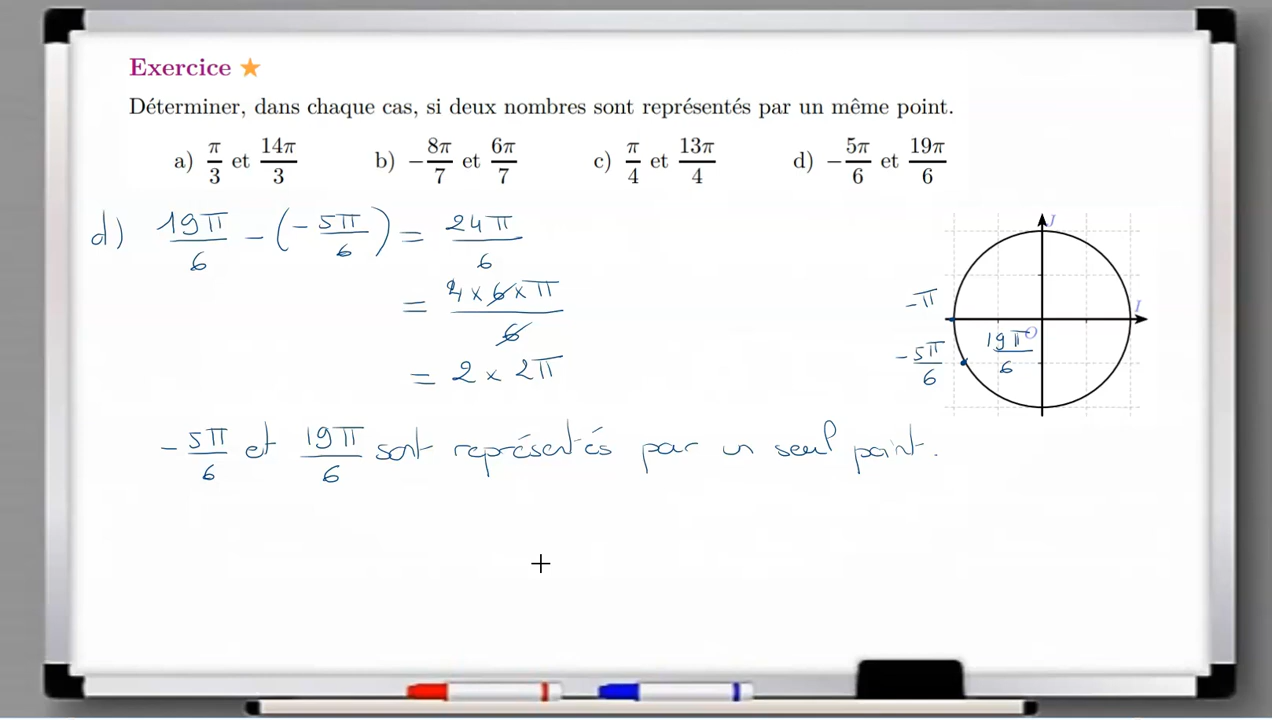 Exercice ★
Déterminer, dans chaque cas, si deux nombres sont représentés par un même point.
a) π/3 et 14π/3 b) −8π/7 et 6π/7 c) π/4 et 13π/4 d) −5π/6 et 19π/6
d) 19π/6 − (−5π/6) = 24π/6
= 4×6×π/6
= 2 × 2π
−5π/6 et 19π/6 sont représentés par un seul point.
J
−π
I
O
19π/6
−5π/6